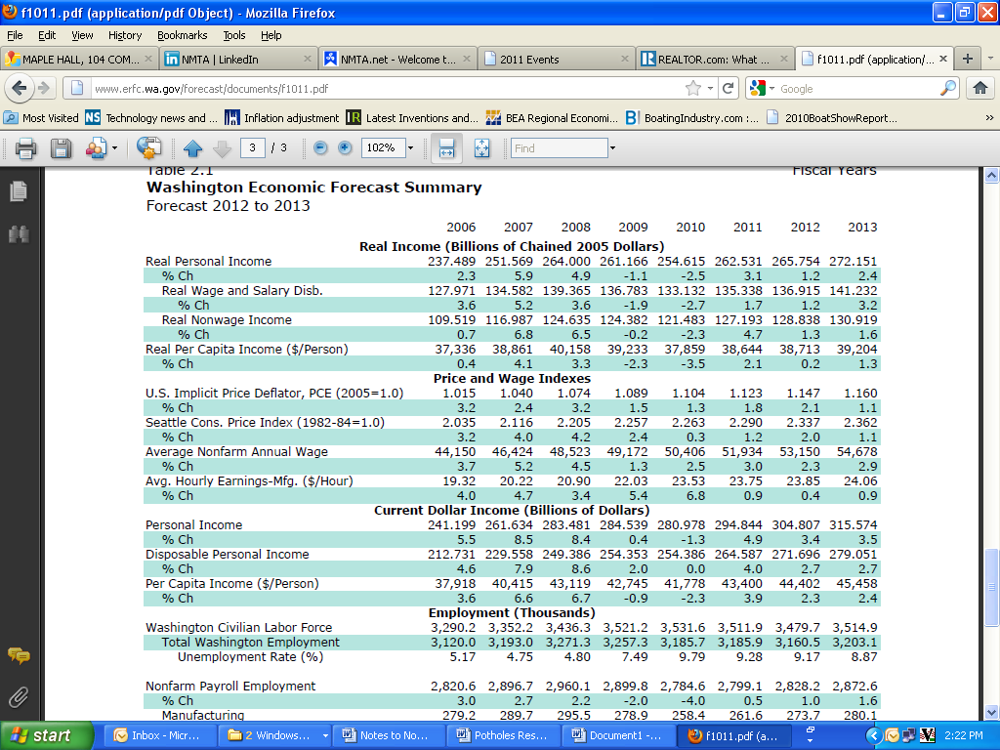 f1011.pdf (application/pdf Object) - Mozilla Firefox
File Edit View History Bookmarks Tools Help
MAPLE HALL, 104 COM... NMTA | LinkedIn NMTA.net - Welcome t... 2011 Events REALTOR.com: What ... f1011.pdf (application/...
www.erfc.wa.gov/forecast/documents/f1011.pdf Google
Most Visited NS Technology news and ... Inflation adjustment IR Latest Inventions and... BEA Regional Economi... B BoatingIndustry.com :... 2010BoatShowReport... »
3 / 3 102% Find
Table 2.1 Fiscal Years
Washington Economic Forecast Summary
Forecast 2012 to 2013
2006 2007 2008 2009 2010 2011 2012 2013
Real Income (Billions of Chained 2005 Dollars)
Real Personal Income 237.489 251.569 264.000 261.166 254.615 262.531 265.754 272.151
% Ch 2.3 5.9 4.9 -1.1 -2.5 3.1 1.2 2.4
Real Wage and Salary Disb. 127.971 134.582 139.365 136.783 133.132 135.338 136.915 141.232
% Ch 3.6 5.2 3.6 -1.9 -2.7 1.7 1.2 3.2
Real Nonwage Income 109.519 116.987 124.635 124.382 121.483 127.193 128.838 130.919
% Ch 0.7 6.8 6.5 -0.2 -2.3 4.7 1.3 1.6
Real Per Capita Income ($/Person) 37,336 38,861 40,158 39,233 37,859 38,644 38,713 39,204
% Ch 0.4 4.1 3.3 -2.3 -3.5 2.1 0.2 1.3
Price and Wage Indexes
U.S. Implicit Price Deflator, PCE (2005=1.0) 1.015 1.040 1.074 1.089 1.104 1.123 1.147 1.160
% Ch 3.2 2.4 3.2 1.5 1.3 1.8 2.1 1.1
Seattle Cons. Price Index (1982-84=1.0) 2.035 2.116 2.205 2.257 2.263 2.290 2.337 2.362
% Ch 3.2 4.0 4.2 2.4 0.3 1.2 2.0 1.1
Average Nonfarm Annual Wage 44,150 46,424 48,523 49,172 50,406 51,934 53,150 54,678
% Ch 3.7 5.2 4.5 1.3 2.5 3.0 2.3 2.9
Avg. Hourly Earnings-Mfg. ($/Hour) 19.32 20.22 20.90 22.03 23.53 23.75 23.85 24.06
% Ch 4.0 4.7 3.4 5.4 6.8 0.9 0.4 0.9
Current Dollar Income (Billions of Dollars)
Personal Income 241.199 261.634 283.481 284.539 280.978 294.844 304.807 315.574
% Ch 5.5 8.5 8.4 0.4 -1.3 4.9 3.4 3.5
Disposable Personal Income 212.731 229.558 249.386 254.353 254.386 264.587 271.696 279.051
% Ch 4.6 7.9 8.6 2.0 0.0 4.0 2.7 2.7
Per Capita Income ($/Person) 37,918 40,415 43,119 42,745 41,778 43,400 44,402 45,458
% Ch 3.6 6.6 6.7 -0.9 -2.3 3.9 2.3 2.4
Employment (Thousands)
Washington Civilian Labor Force 3,290.2 3,352.2 3,436.3 3,521.2 3,531.6 3,511.9 3,479.7 3,514.9
Total Washington Employment 3,120.0 3,193.0 3,271.3 3,257.3 3,185.7 3,185.9 3,160.5 3,203.1
Unemployment Rate (%) 5.17 4.75 4.80 7.49 9.79 9.28 9.17 8.87
Nonfarm Payroll Employment 2,820.6 2,896.7 2,960.1 2,899.8 2,784.6 2,799.1 2,828.2 2,872.6
% Ch 3.0 2.7 2.2 -2.0 -4.0 0.5 1.0 1.6
Manufacturing 279.2 289.7 295.5 278.9 258.4 261.6 273.7 280.1
start Inbox - Micr... 2 Windows... Notes to No... Potholes Res... Document1 -... f1011.pdf (a... 2:22 PM